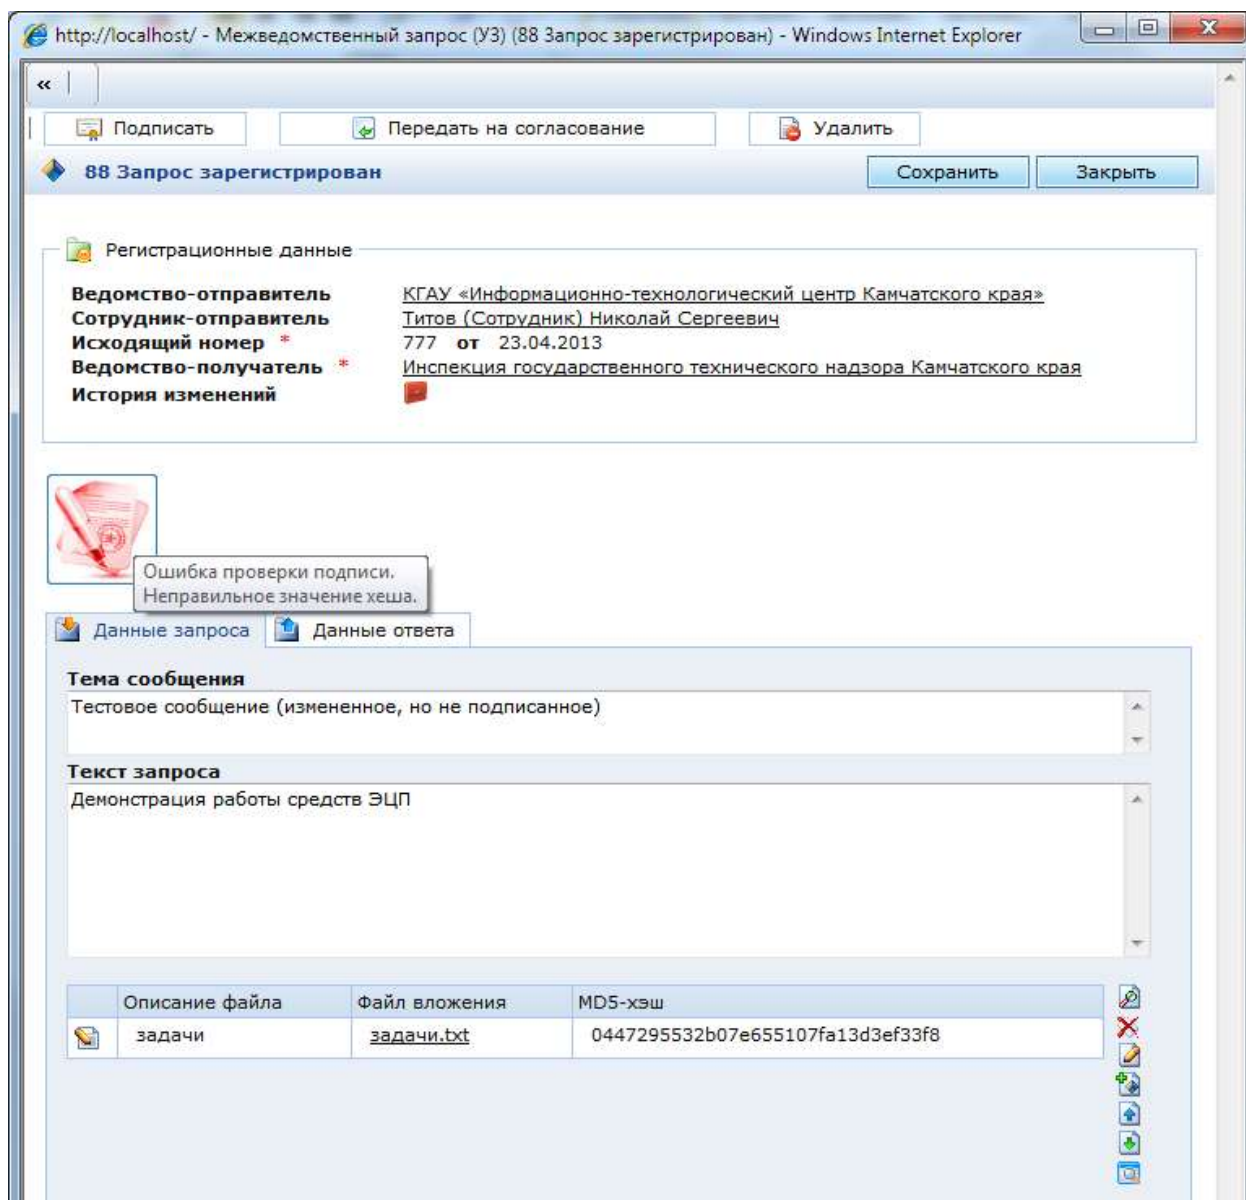 http://localhost/ - Межведомственный запрос (УЗ) (88 Запрос зарегистрирован) - Windows Internet Explorer
«
Подписать Передать на согласование Удалить
88 Запрос зарегистрирован Сохранить Закрыть
Регистрационные данные
Ведомство-отправитель КГАУ «Информационно-технологический центр Камчатского края»
Сотрудник-отправитель Титов (Сотрудник) Николай Сергеевич
Исходящий номер * 777 от 23.04.2013
Ведомство-получатель * Инспекция государственного технического надзора Камчатского края
История изменений
Ошибка проверки подписи.
Неправильное значение хеша.
Данные запроса Данные ответа
Тема сообщения
Тестовое сообщение (измененное, но не подписанное)
Текст запроса
Демонстрация работы средств ЭЦП
Описание файла Файл вложения MD5-хэш
задачи задачи.txt 0447295532b07e655107fa13d3ef33f8